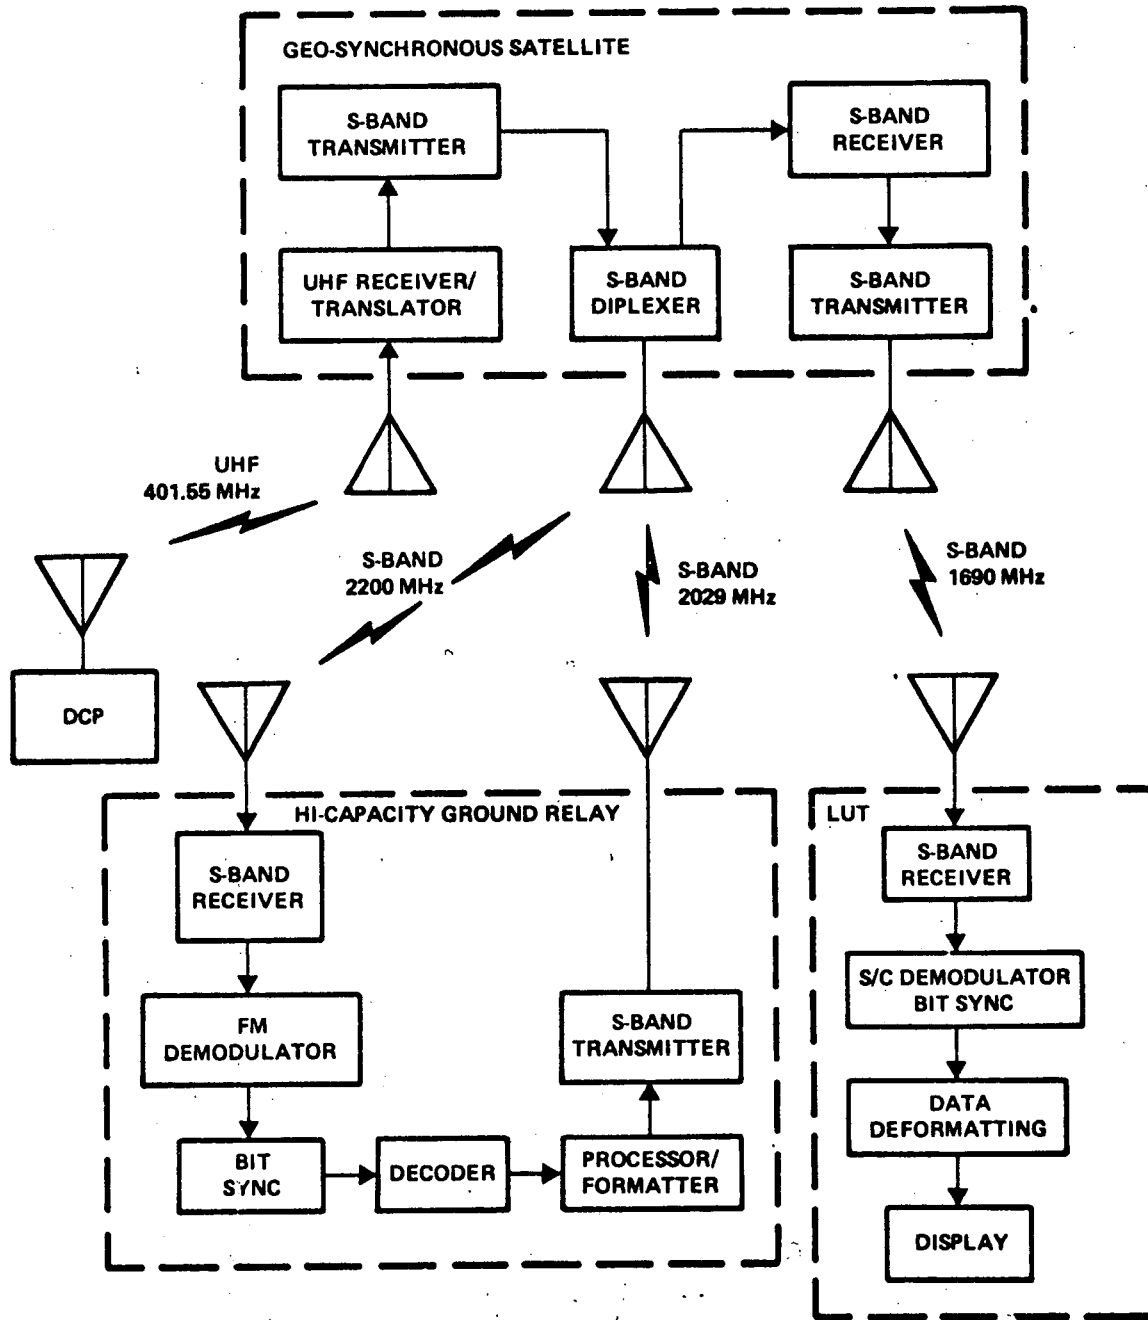 GEO-SYNCHRONOUS SATELLITE
S-BAND
TRANSMITTER
S-BAND
RECEIVER
UHF RECEIVER/
TRANSLATOR
S-BAND
DIPLEXER
S-BAND
TRANSMITTER
UHF
401.55 MHz
S-BAND
2200 MHz
S-BAND
2029 MHz
S-BAND
1690 MHz
DCP
HI-CAPACITY GROUND RELAY
S-BAND
RECEIVER
FM
DEMODULATOR
BIT
SYNC
DECODER
PROCESSOR/
FORMATTER
S-BAND
TRANSMITTER
LUT
S-BAND
RECEIVER
S/C DEMODULATOR
BIT SYNC
DATA
DEFORMATTING
DISPLAY